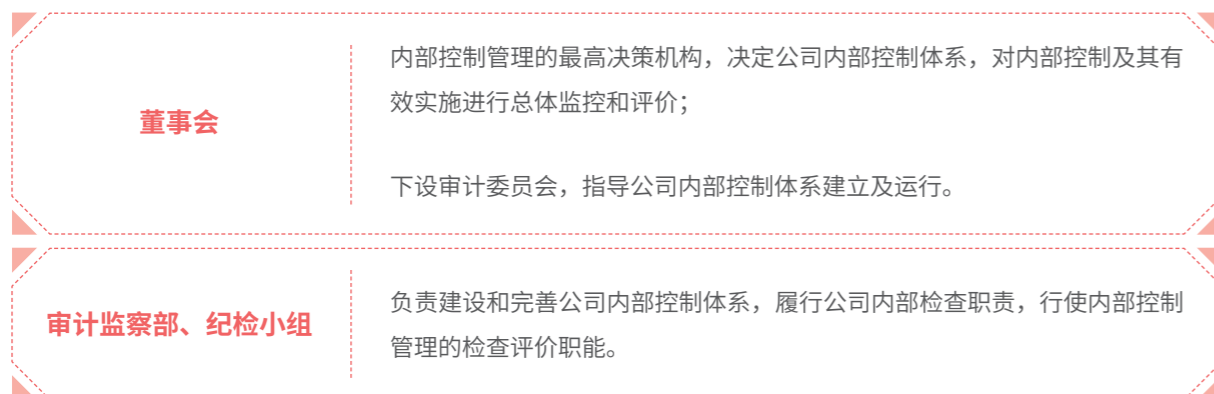 董事会
内部控制管理的最高决策机构，决定公司内部控制体系，对内部控制及其有
效实施进行总体监控和评价；
下设审计委员会，指导公司内部控制体系建立及运行。
审计监察部、纪检小组
负责建设和完善公司内部控制体系，履行公司内部检查职责，行使内部控制
管理的检查评价职能。